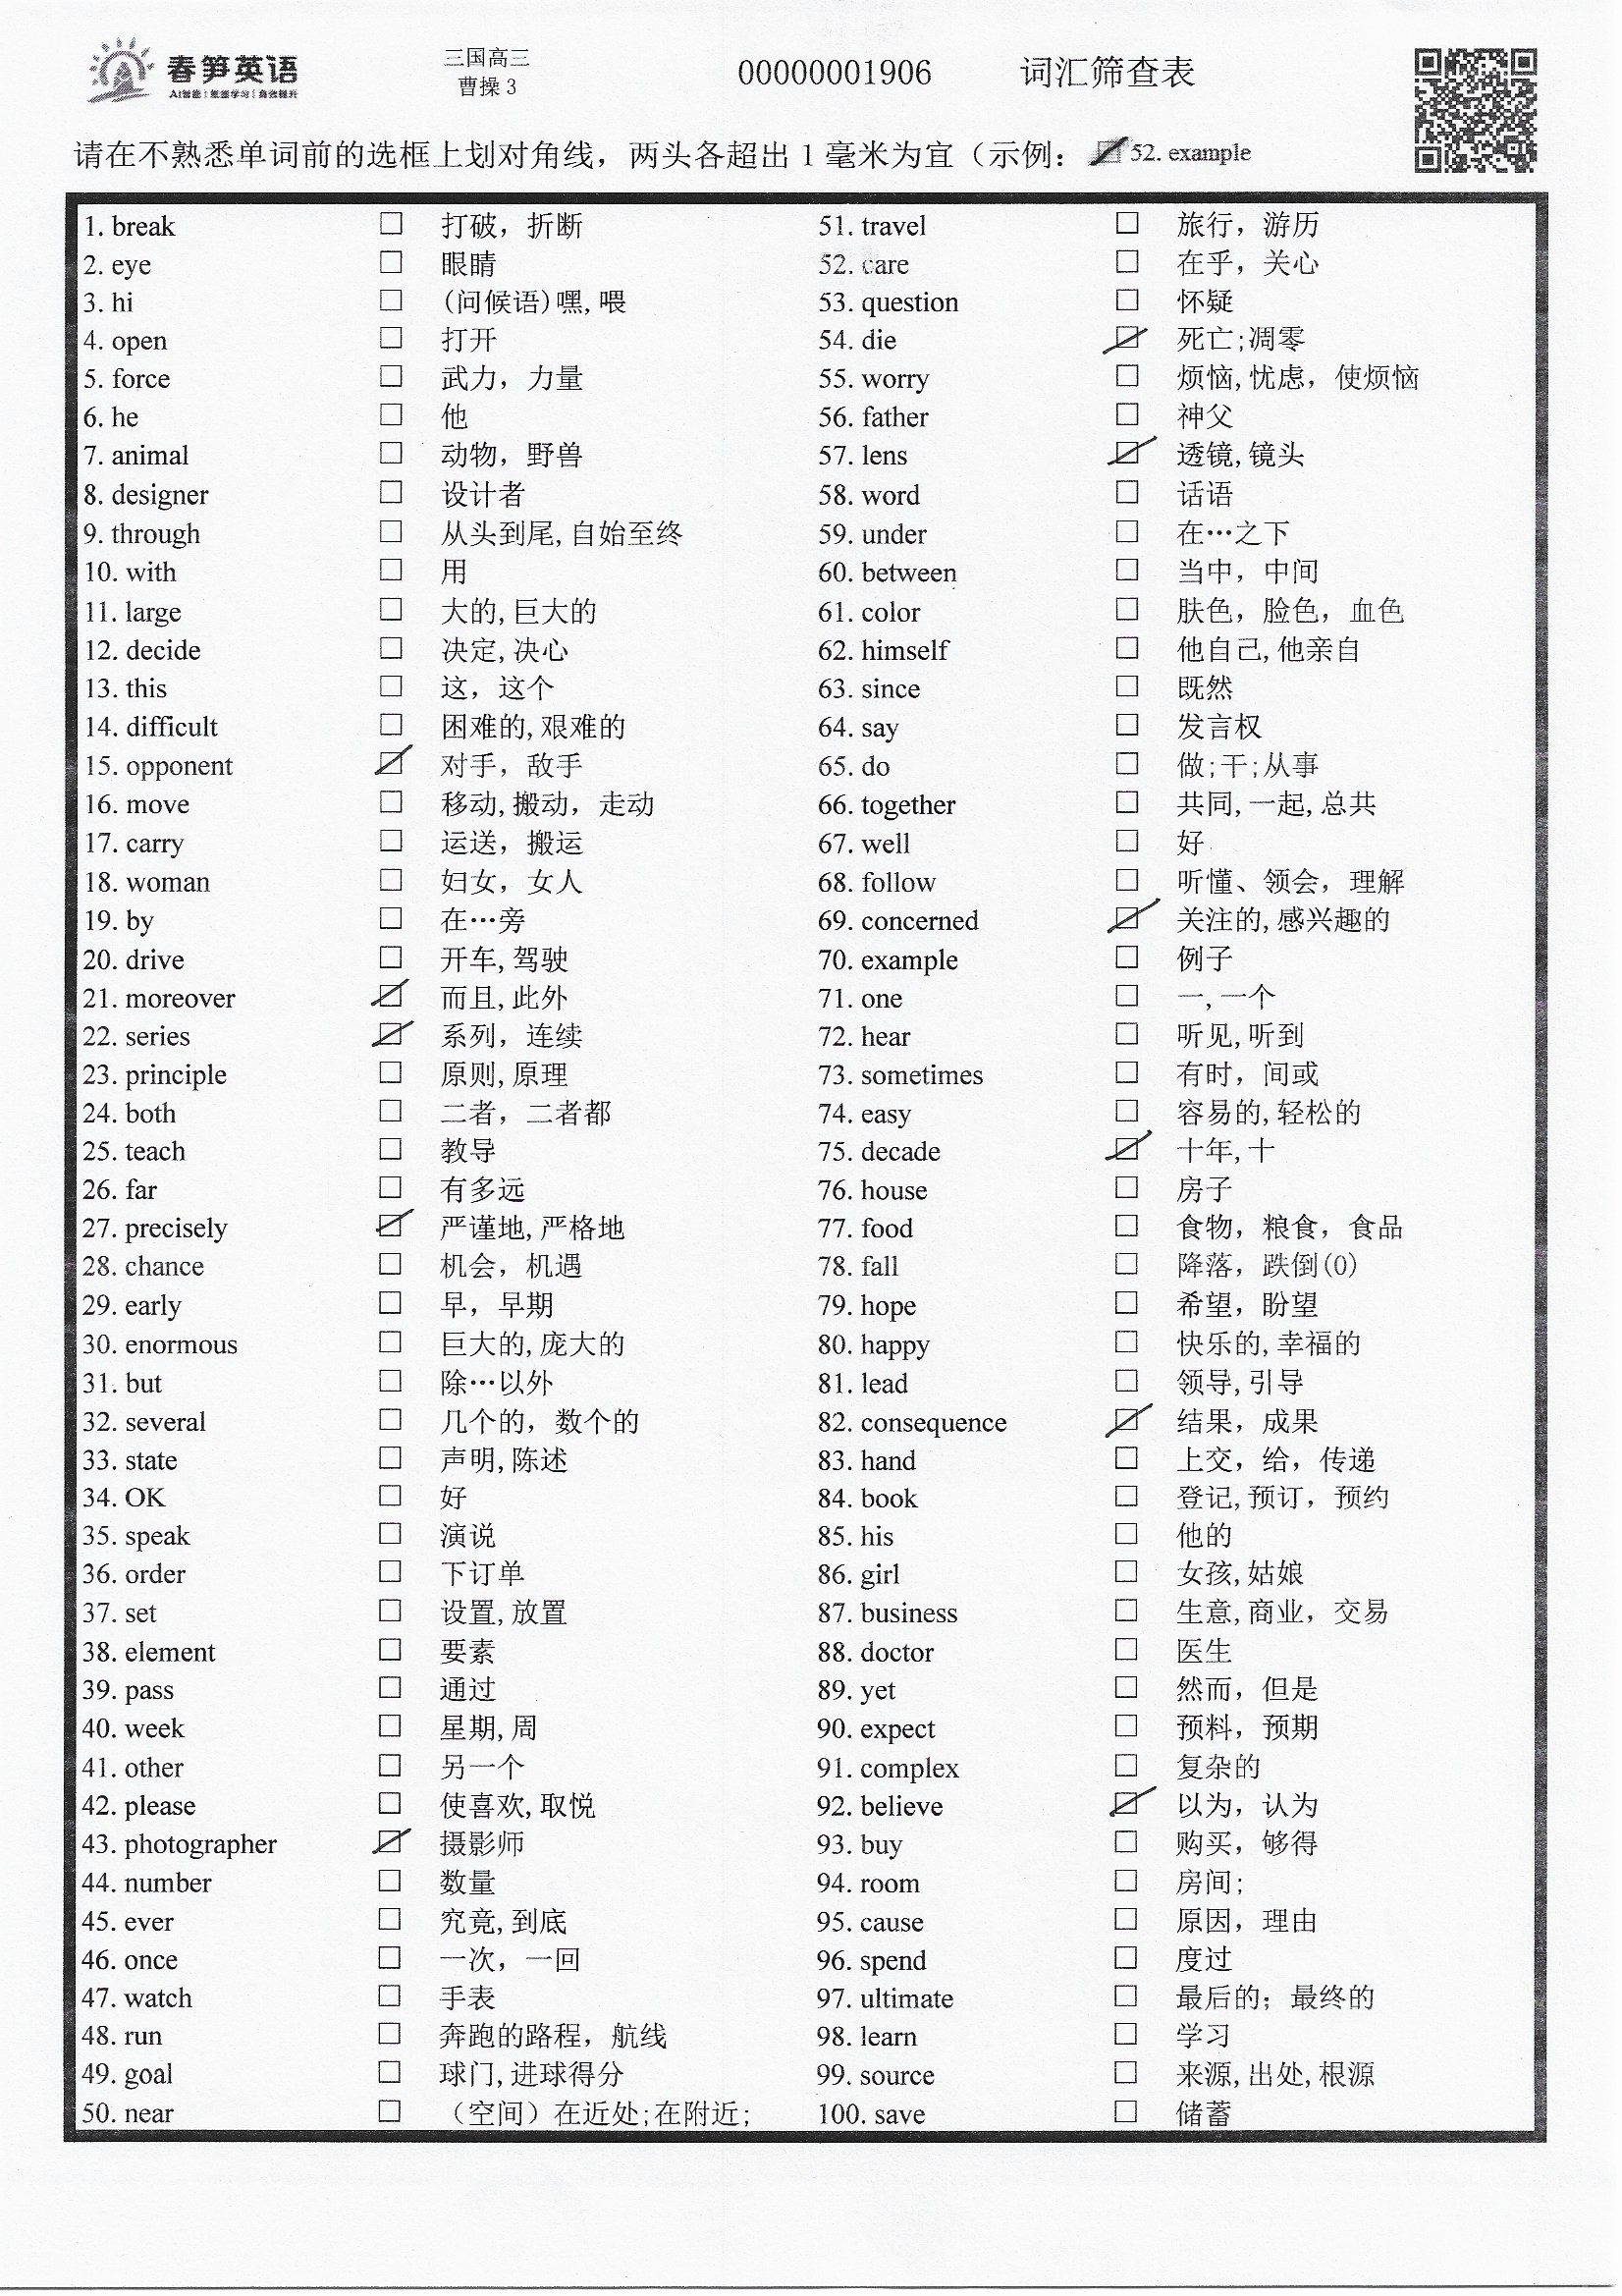 春笋英语
三国高三
曹操 3
00000001906
词汇筛查表
请在不熟悉单词前的选框上划对角线，两头各超出 1 毫米为宜（示例： 52. example
1. break □ 打破，折断
2. eye □ 眼睛
3. hi □ (问候语)嘿,喂
4. open □ 打开
5. force □ 武力，力量
6. he □ 他
7. animal □ 动物，野兽
8. designer □ 设计者
9. through □ 从头到尾,自始至终
10. with □ 用
11. large □ 大的,巨大的
12. decide □ 决定,决心
13. this □ 这，这个
14. difficult □ 困难的,艰难的
15. opponent □ 对手，敌手
16. move □ 移动,搬动，走动
17. carry □ 运送，搬运
18. woman □ 妇女，女人
19. by □ 在…旁
20. drive □ 开车,驾驶
21. moreover □ 而且,此外
22. series □ 系列，连续
23. principle □ 原则,原理
24. both □ 二者，二者都
25. teach □ 教导
26. far □ 有多远
27. precisely □ 严谨地,严格地
28. chance □ 机会，机遇
29. early □ 早，早期
30. enormous □ 巨大的,庞大的
31. but □ 除…以外
32. several □ 几个的，数个的
33. state □ 声明,陈述
34. OK □ 好
35. speak □ 演说
36. order □ 下订单
37. set □ 设置,放置
38. element □ 要素
39. pass □ 通过
40. week □ 星期,周
41. other □ 另一个
42. please □ 使喜欢,取悦
43. photographer □ 摄影师
44. number □ 数量
45. ever □ 究竟,到底
46. once □ 一次，一回
47. watch □ 手表
48. run □ 奔跑的路程，航线
49. goal □ 球门,进球得分
50. near □ （空间）在近处;在附近;
51. travel □ 旅行，游历
52. care □ 在乎，关心
53. question □ 怀疑
54. die □ 死亡;凋零
55. worry □ 烦恼,忧虑，使烦恼
56. father □ 神父
57. lens □ 透镜,镜头
58. word □ 话语
59. under □ 在…之下
60. between □ 当中，中间
61. color □ 肤色，脸色，血色
62. himself □ 他自己,他亲自
63. since □ 既然
64. say □ 发言权
65. do □ 做;干;从事
66. together □ 共同,一起,总共
67. well □ 好
68. follow □ 听懂、领会，理解
69. concerned □ 关注的,感兴趣的
70. example □ 例子
71. one □ 一,一个
72. hear □ 听见,听到
73. sometimes □ 有时，间或
74. easy □ 容易的,轻松的
75. decade □ 十年,十
76. house □ 房子
77. food □ 食物，粮食，食品
78. fall □ 降落，跌倒(O)
79. hope □ 希望，盼望
80. happy □ 快乐的,幸福的
81. lead □ 领导,引导
82. consequence □ 结果，成果
83. hand □ 上交，给，传递
84. book □ 登记,预订，预约
85. his □ 他的
86. girl □ 女孩,姑娘
87. business □ 生意,商业，交易
88. doctor □ 医生
89. yet □ 然而，但是
90. expect □ 预料，预期
91. complex □ 复杂的
92. believe □ 以为，认为
93. buy □ 购买，够得
94. room □ 房间;
95. cause □ 原因，理由
96. spend □ 度过
97. ultimate □ 最后的；最终的
98. learn □ 学习
99. source □ 来源,出处,根源
100. save □ 储蓄